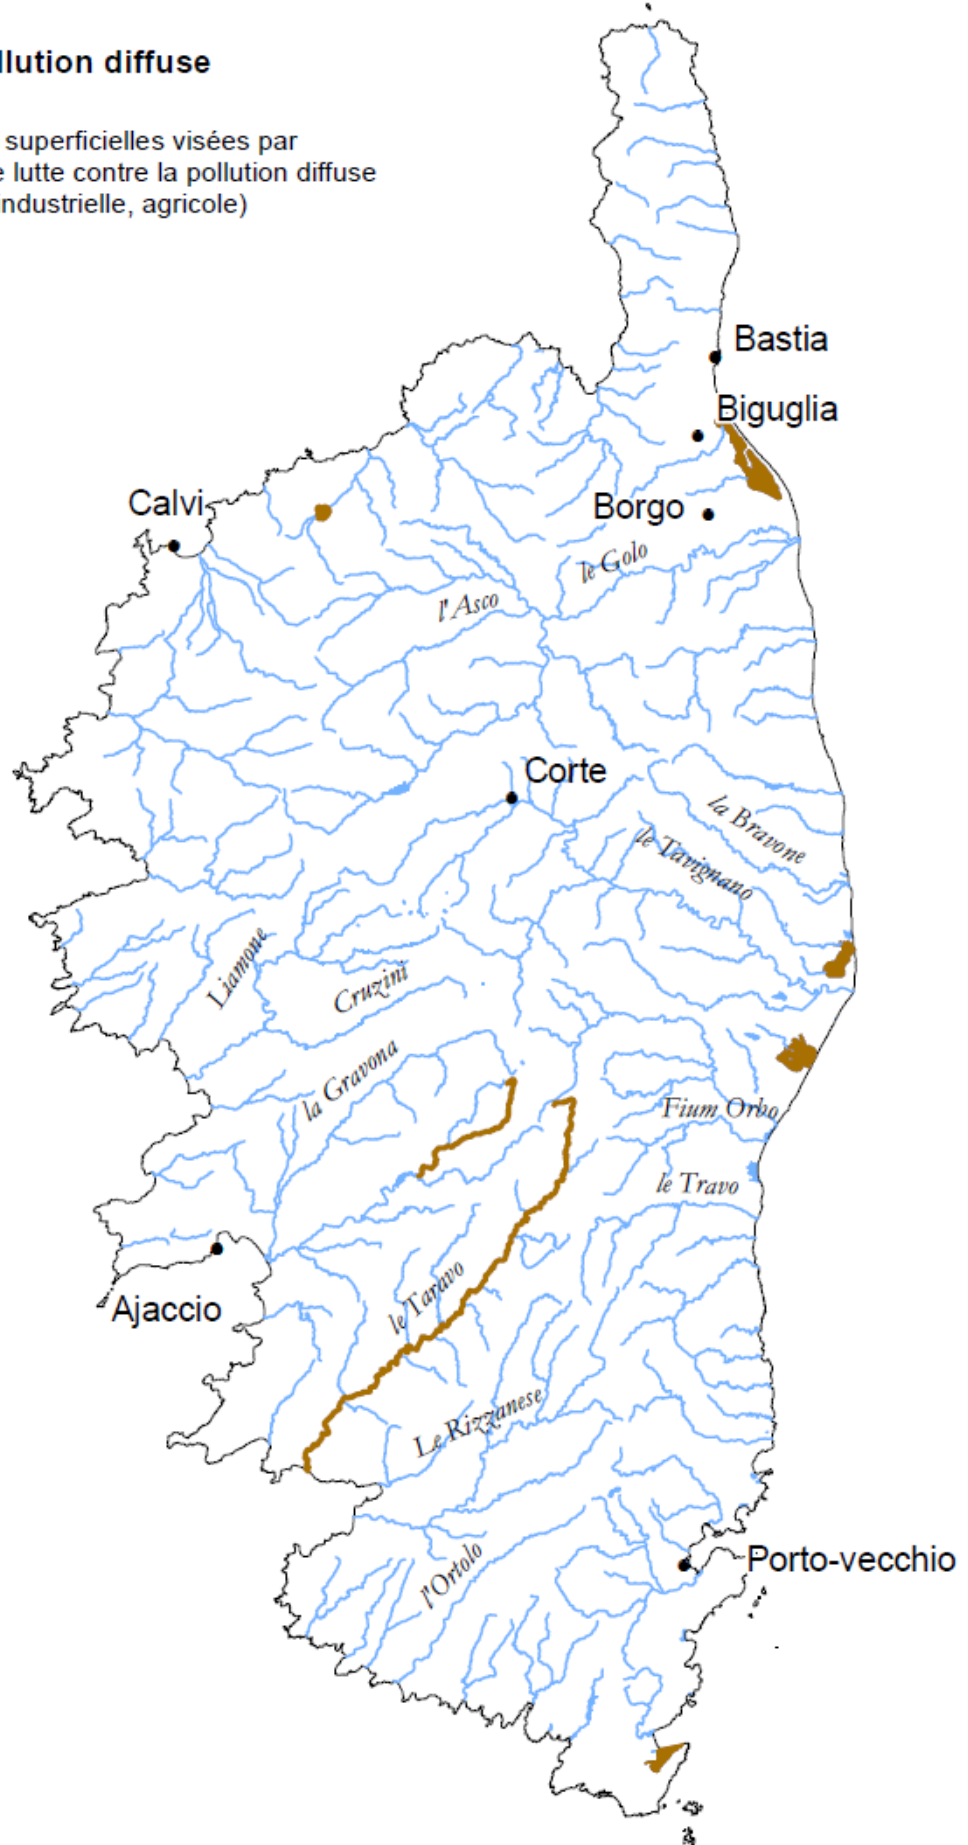 llution diffuse
superficielles visées par
e lutte contre la pollution diffuse
industrielle, agricole)
Bastia
Biguglia
Calvi
Borgo
le Golo
l'Asco
Corte
la Bravone
le Tavignano
Liamone
Cruzini
la Gravona
Fium Orbo
le Travo
le Taravo
Ajaccio
Le Rizzanese
l'Ortolo
Porto-vecchio